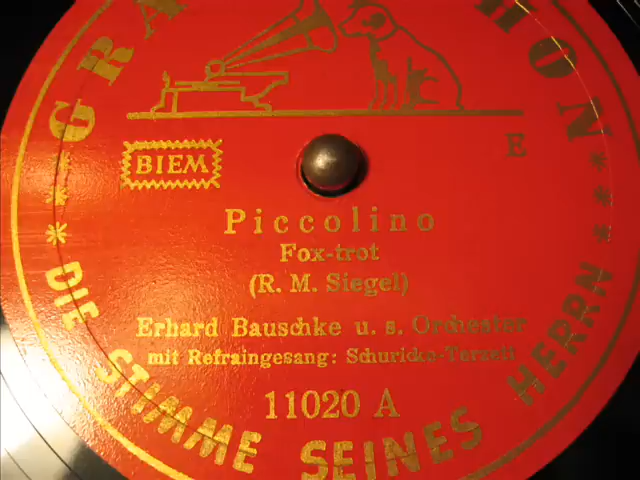 GRAMMOPHON
BIEM
E
Piccolino
Fox-trot
(R. M. Siegel)
Erhard Bauschke u. s. Orchester
mit Refraingesang: Schuricke-Terzett
11020 A
DIE STIMME SEINES HERRN